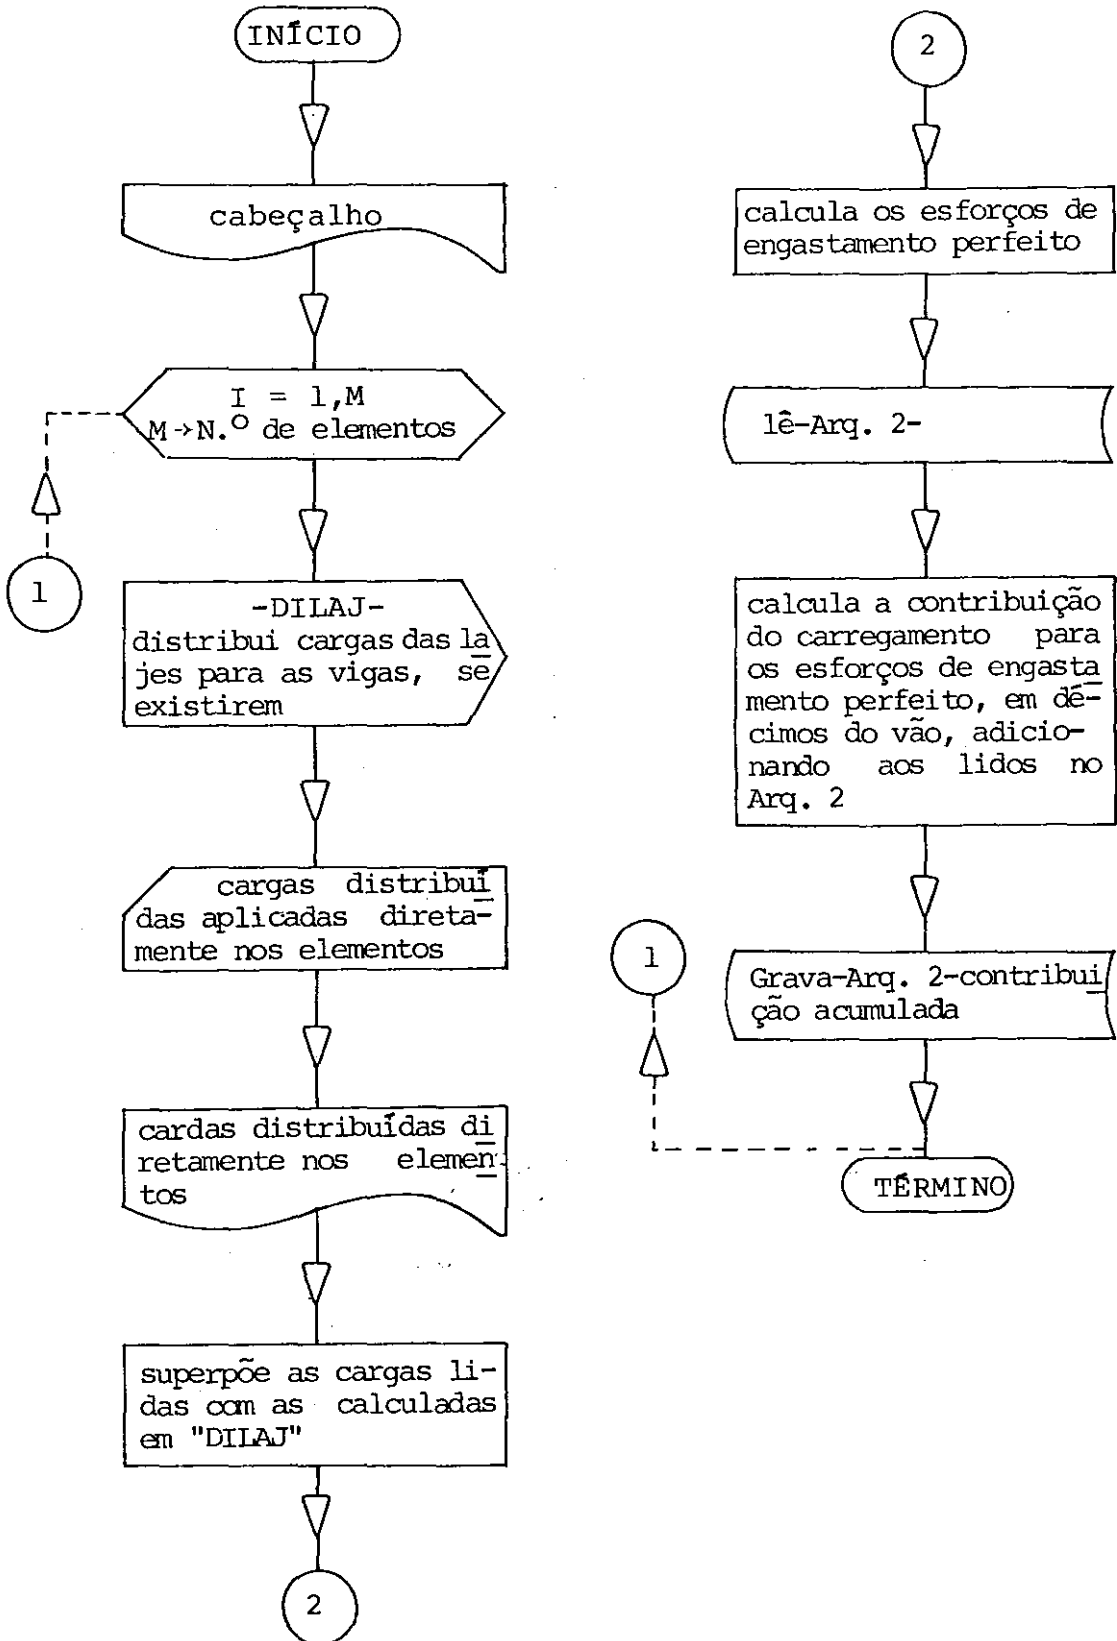 INÍCIO
cabeçalho
I = 1,M
M→N.º de elementos
1
-DILAJ-
distribui cargas das la
jes para as vigas, se
existirem
cargas distribuí
das aplicadas direta-
mente nos elementos
cardas distribuídas di
retamente nos elemen
tos
superpõe as cargas li-
das com as calculadas
em "DILAJ"
2
2
calcula os esforços de
engastamento perfeito
lê-Arq. 2-
calcula a contribuição
do carregamento para
os esforços de engasta
mento perfeito, em dé-
cimos do vão, adicio-
nando aos lidos no
Arq. 2
1
Grava-Arq. 2-contribui
ção acumulada
TÉRMINO